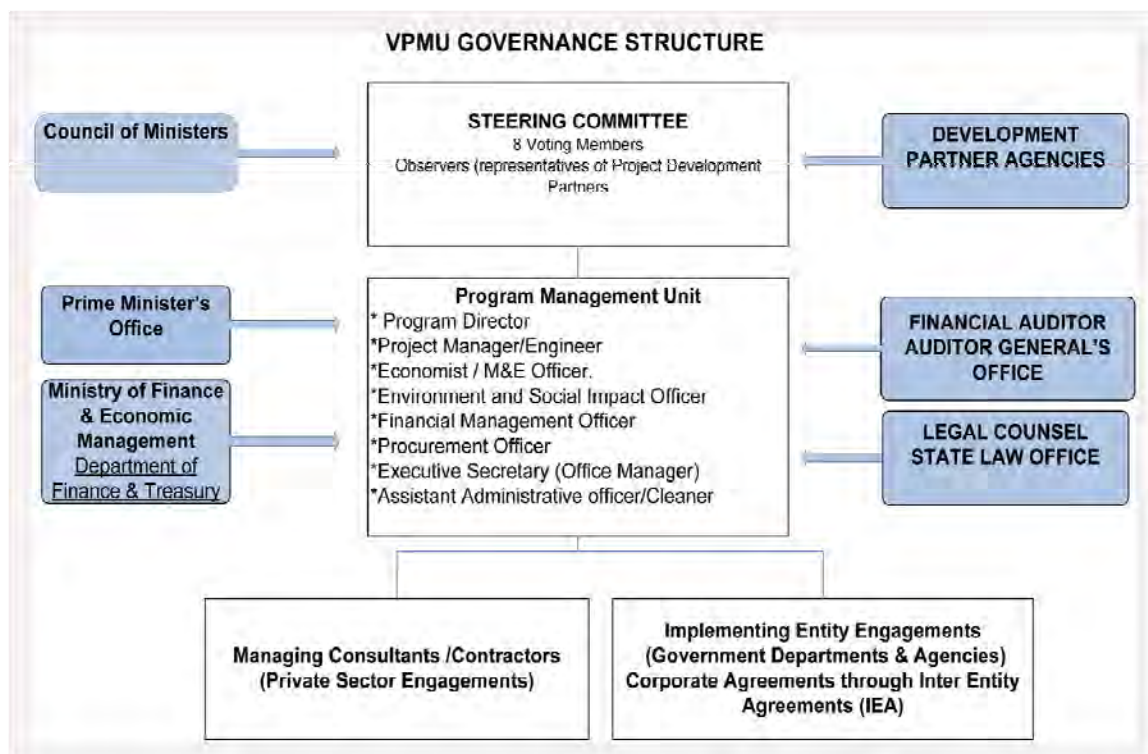 VPMU GOVERNANCE STRUCTURE
Council of Ministers
STEERING COMMITTEE
8 Voting Members
Observers (representatives of Project Development
Partners
DEVELOPMENT
PARTNER AGENCIES
Prime Minister's
Office
Ministry of Finance
& Economic
Management
Department of
Finance & Treasury
Program Management Unit
* Program Director
*Project Manager/Engineer
*Economist / M&E Officer.
*Environment and Social Impact Officer
*Financial Management Officer
*Procurement Officer
*Executive Secretary (Office Manager)
*Assistant Administrative officer/Cleaner
FINANCIAL AUDITOR
AUDITOR GENERAL'S
OFFICE
LEGAL COUNSEL
STATE LAW OFFICE
Managing Consultants /Contractors
(Private Sector Engagements)
Implementing Entity Engagements
(Government Departments & Agencies)
Corporate Agreements through Inter Entity
Agreements (IEA)